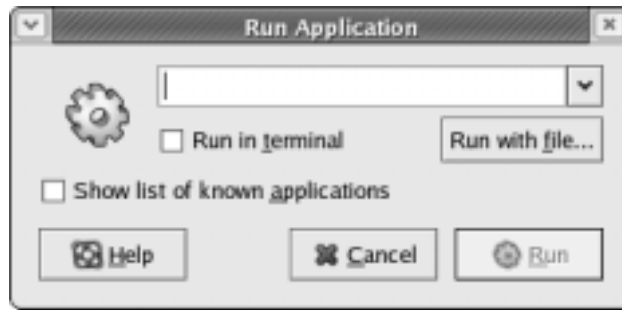 Run Application
Run in terminal
Run with file...
Show list of known applications
Help
Cancel
Run